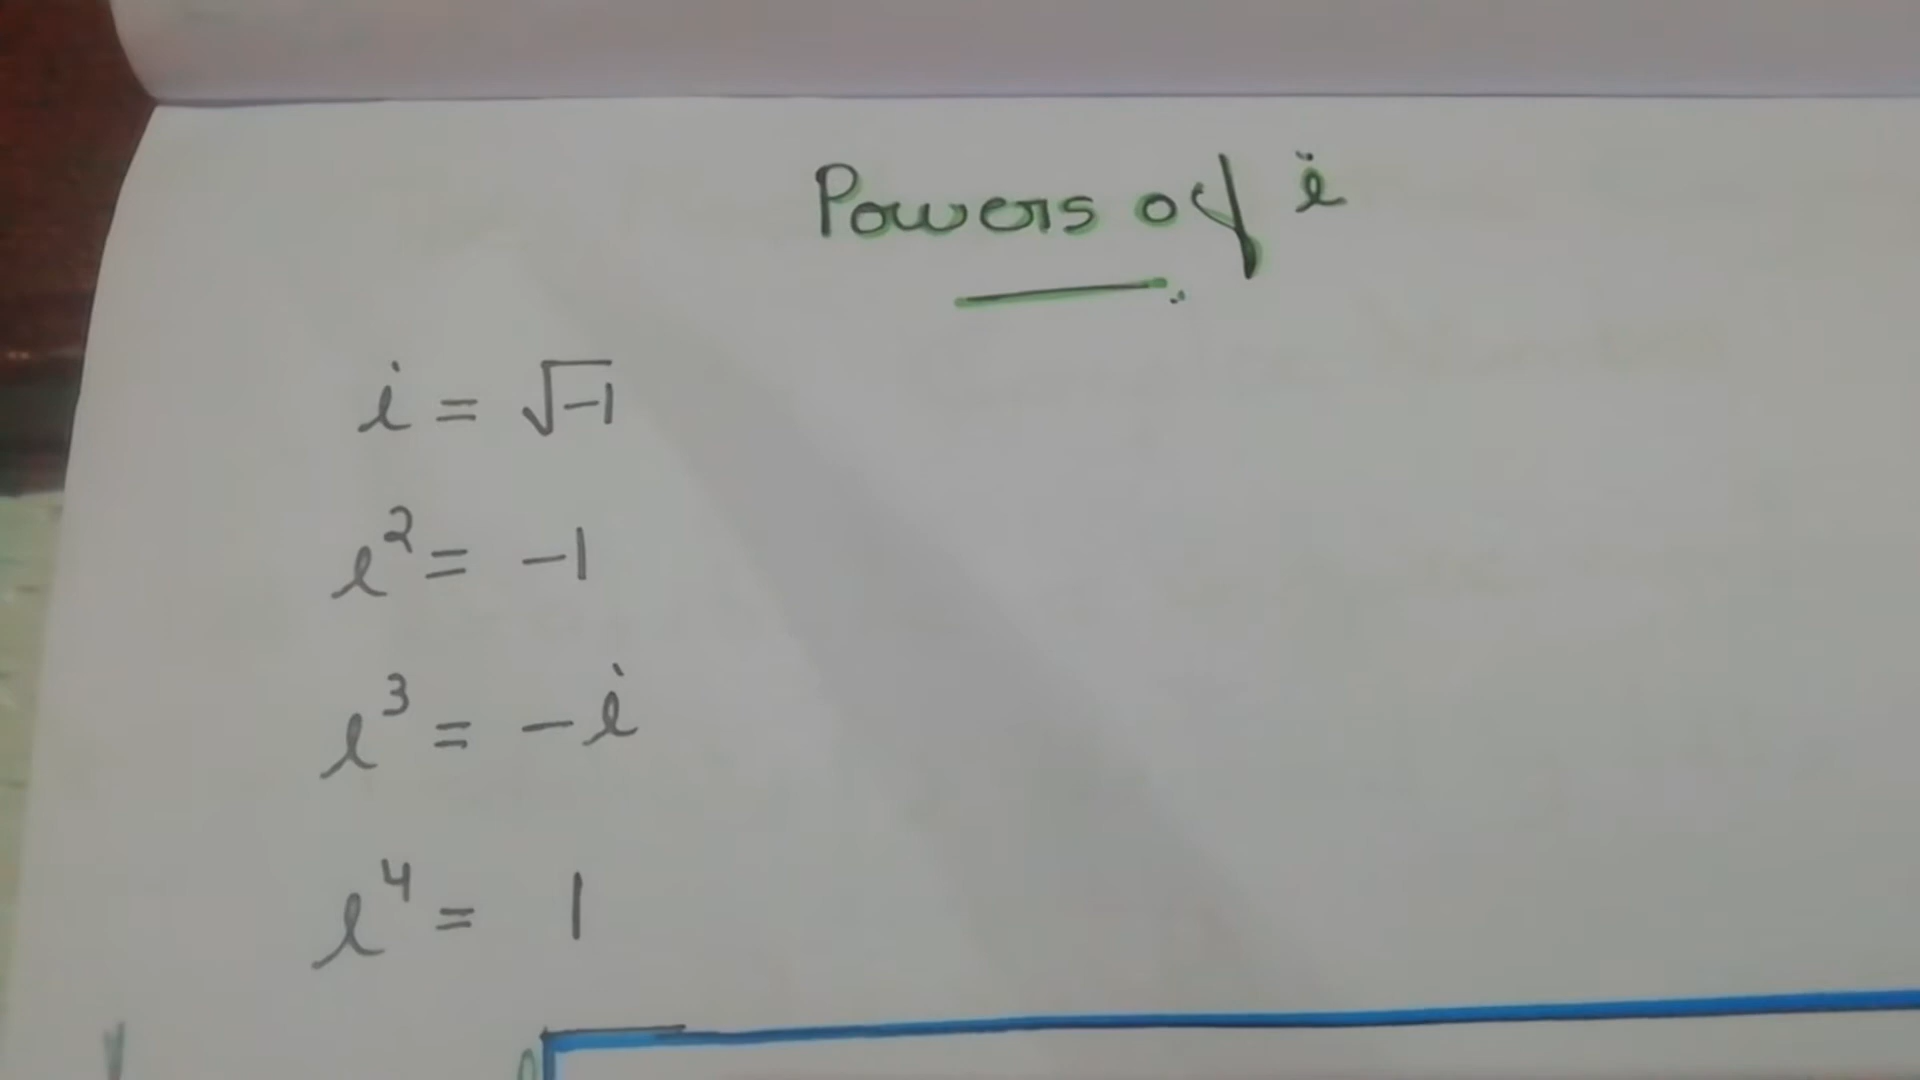 Powers of i
i = √-1
i² = -1
i³ = -i
i⁴ = 1